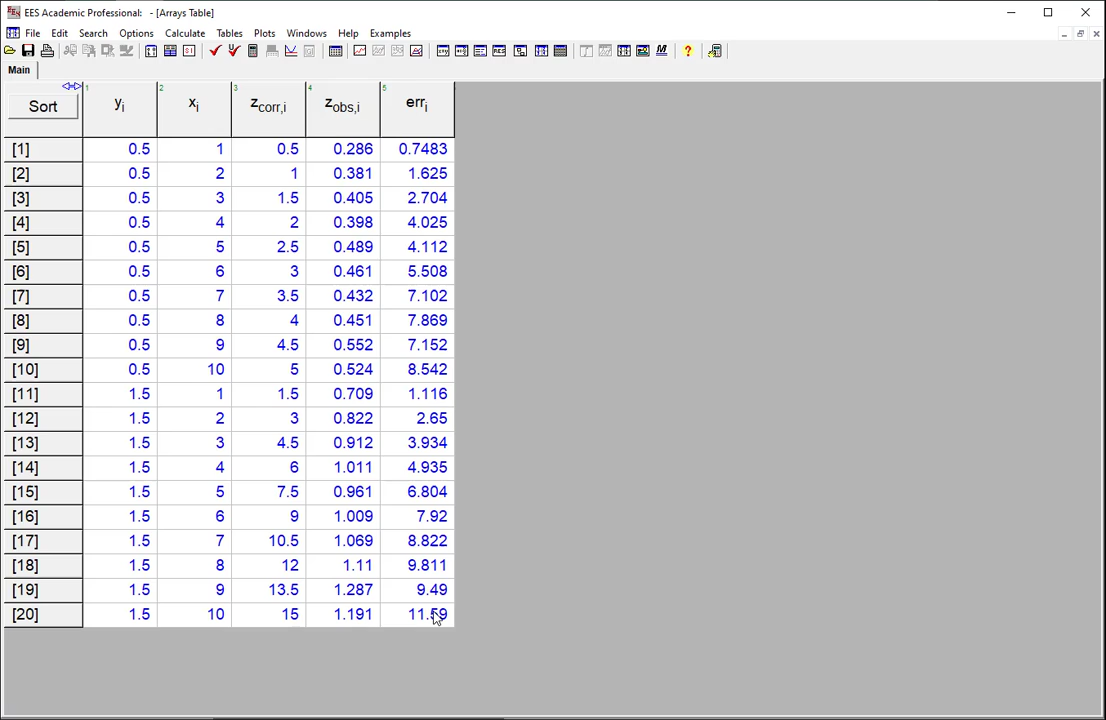 EES Academic Professional: - [Arrays Table]
File Edit Search Options Calculate Tables Plots Windows Help Examples
Main
Sort 1 yi 2 xi 3 zcorr,i 4 zobs,i 5 erri
[1] 0.5 1 0.5 0.286 0.7483
[2] 0.5 2 1 0.381 1.625
[3] 0.5 3 1.5 0.405 2.704
[4] 0.5 4 2 0.398 4.025
[5] 0.5 5 2.5 0.489 4.112
[6] 0.5 6 3 0.461 5.508
[7] 0.5 7 3.5 0.432 7.102
[8] 0.5 8 4 0.451 7.869
[9] 0.5 9 4.5 0.552 7.152
[10] 0.5 10 5 0.524 8.542
[11] 1.5 1 1.5 0.709 1.116
[12] 1.5 2 3 0.822 2.65
[13] 1.5 3 4.5 0.912 3.934
[14] 1.5 4 6 1.011 4.935
[15] 1.5 5 7.5 0.961 6.804
[16] 1.5 6 9 1.009 7.92
[17] 1.5 7 10.5 1.069 8.822
[18] 1.5 8 12 1.11 9.811
[19] 1.5 9 13.5 1.287 9.49
[20] 1.5 10 15 1.191 11.59